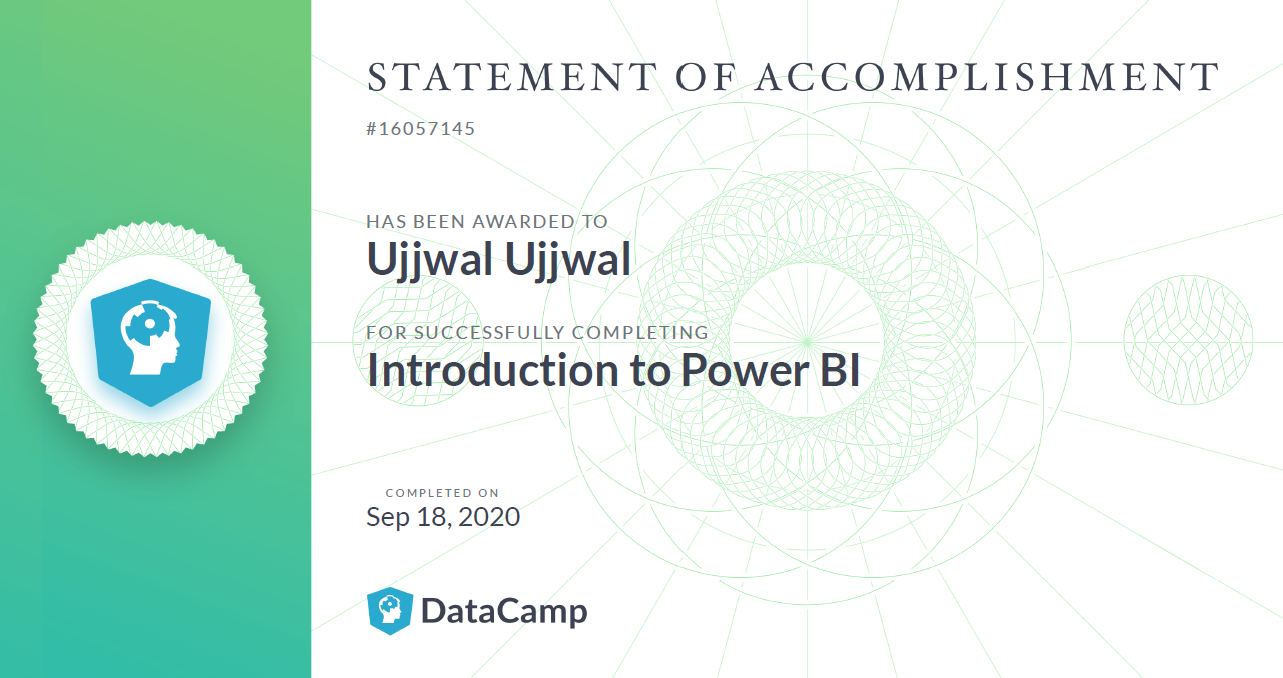 STATEMENT OF ACCOMPLISHMENT
#16057145
HAS BEEN AWARDED TO
Ujjwal Ujjwal
FOR SUCCESSFULLY COMPLETING
Introduction to Power BI
COMPLETED ON
Sep 18, 2020
DataCamp